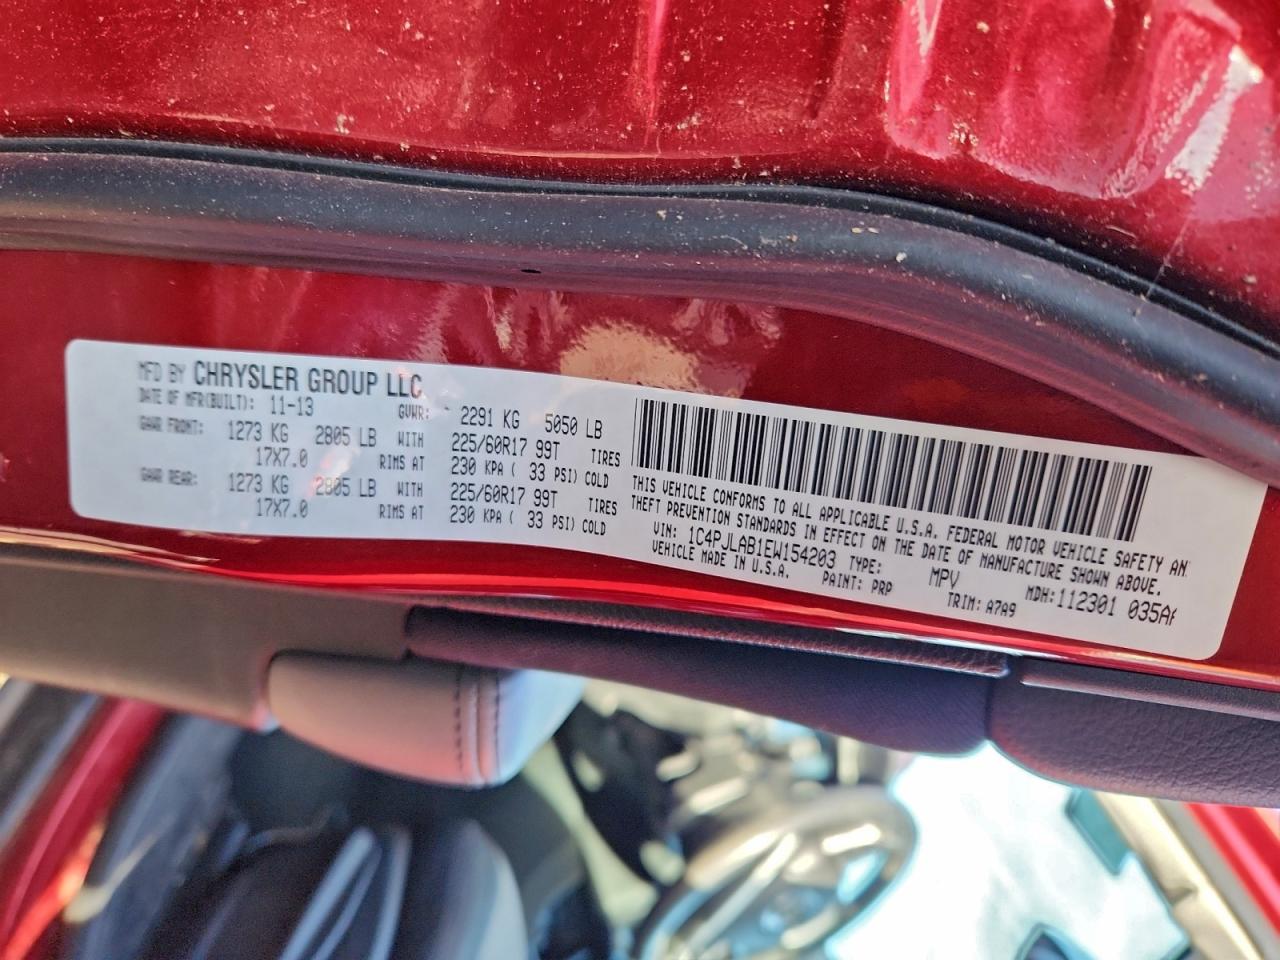 MFD BY CHRYSLER GROUP LLC
DATE OF MFR(BUILT): 11-13 GVWR: 2291 KG 5050 LB
GAWR FRONT: 1273 KG 2805 LB WITH 225/60R17 99T TIRES
17X7.0 RIMS AT 230 KPA ( 33 PSI) COLD
GAWR REAR: 1273 KG 2805 LB WITH 225/60R17 99T TIRES
17X7.0 RIMS AT 230 KPA ( 33 PSI) COLD
THIS VEHICLE CONFORMS TO ALL APPLICABLE U.S.A. FEDERAL MOTOR VEHICLE SAFETY AN
THEFT PREVENTION STANDARDS IN EFFECT ON THE DATE OF MANUFACTURE SHOWN ABOVE.
VIN: 1C4PJLAB1EW154203 TYPE: MPV MDH: 112301 035A
VEHICLE MADE IN U.S.A. PAINT: PRP TRIM: A7A9